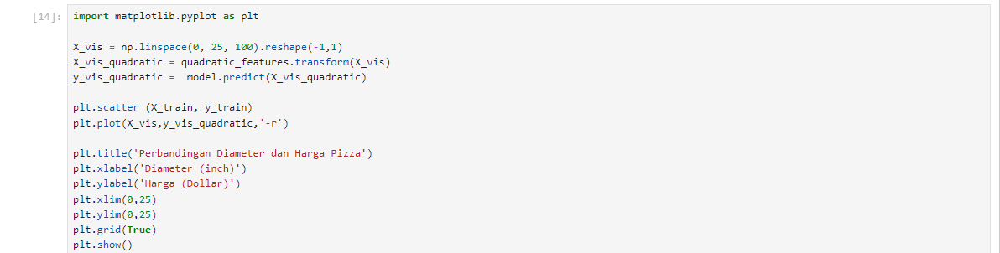 [14]: import matplotlib.pyplot as plt
X_vis = np.linspace(0, 25, 100).reshape(-1,1)
X_vis_quadratic = quadratic_features.transform(X_vis)
y_vis_quadratic =  model.predict(X_vis_quadratic)
plt.scatter (X_train, y_train)
plt.plot(X_vis,y_vis_quadratic,'-r')
plt.title('Perbandingan Diameter dan Harga Pizza')
plt.xlabel('Diameter (inch)')
plt.ylabel('Harga (Dollar)')
plt.xlim(0,25)
plt.ylim(0,25)
plt.grid(True)
plt.show()